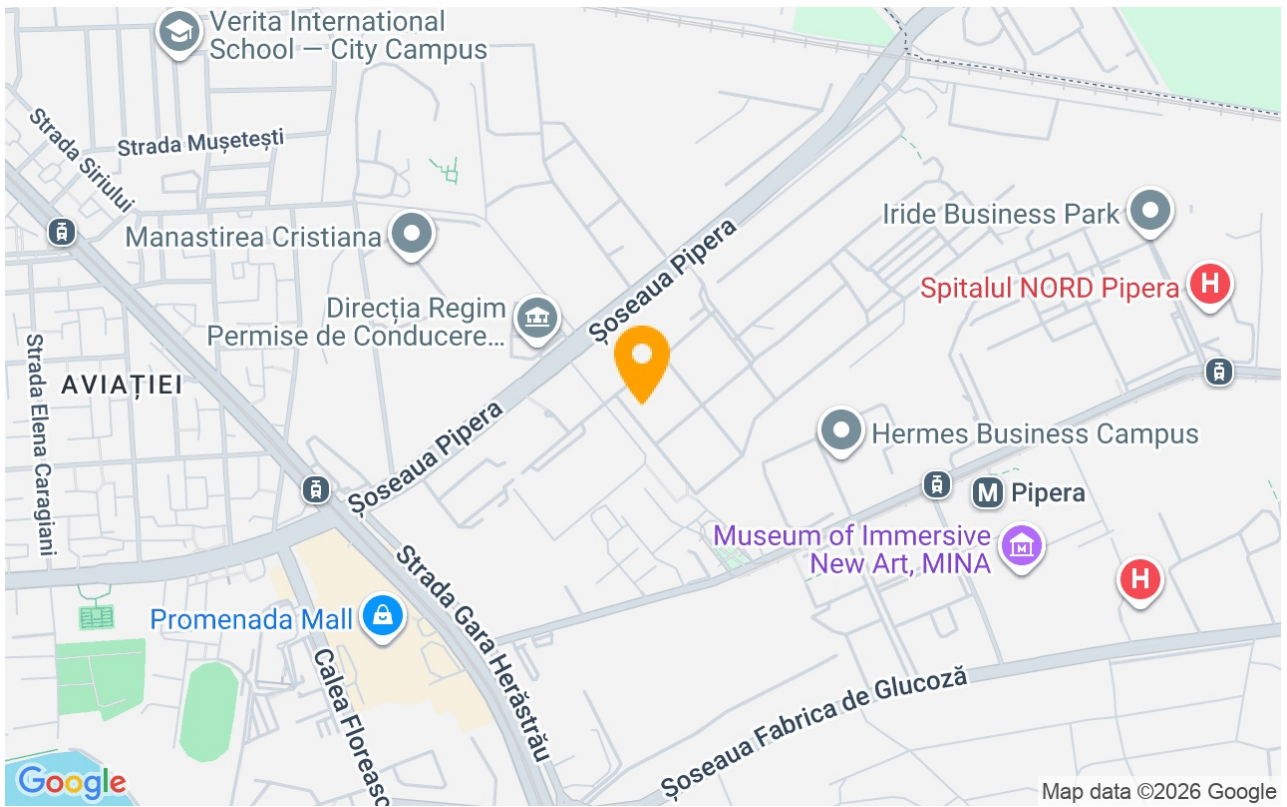 Verita International
School — City Campus
Strada Mușetești
Strada Siriului
Manastirea Cristiana
Iride Business Park
Spitalul NORD Pipera
H
Direcția Regim
Permise de Conducere...
Șoseaua Pipera
Strada Elena Caragiani
AVIAȚIEI
Șoseaua Pipera
Hermes Business Campus
M Pipera
Museum of Immersive
New Art, MINA
M
H
Promenada Mall
Strada Gara Herăstrău
Calea Floreasc
Șoseaua Fabrica de Glucoză
Google
Map data ©2026 Google